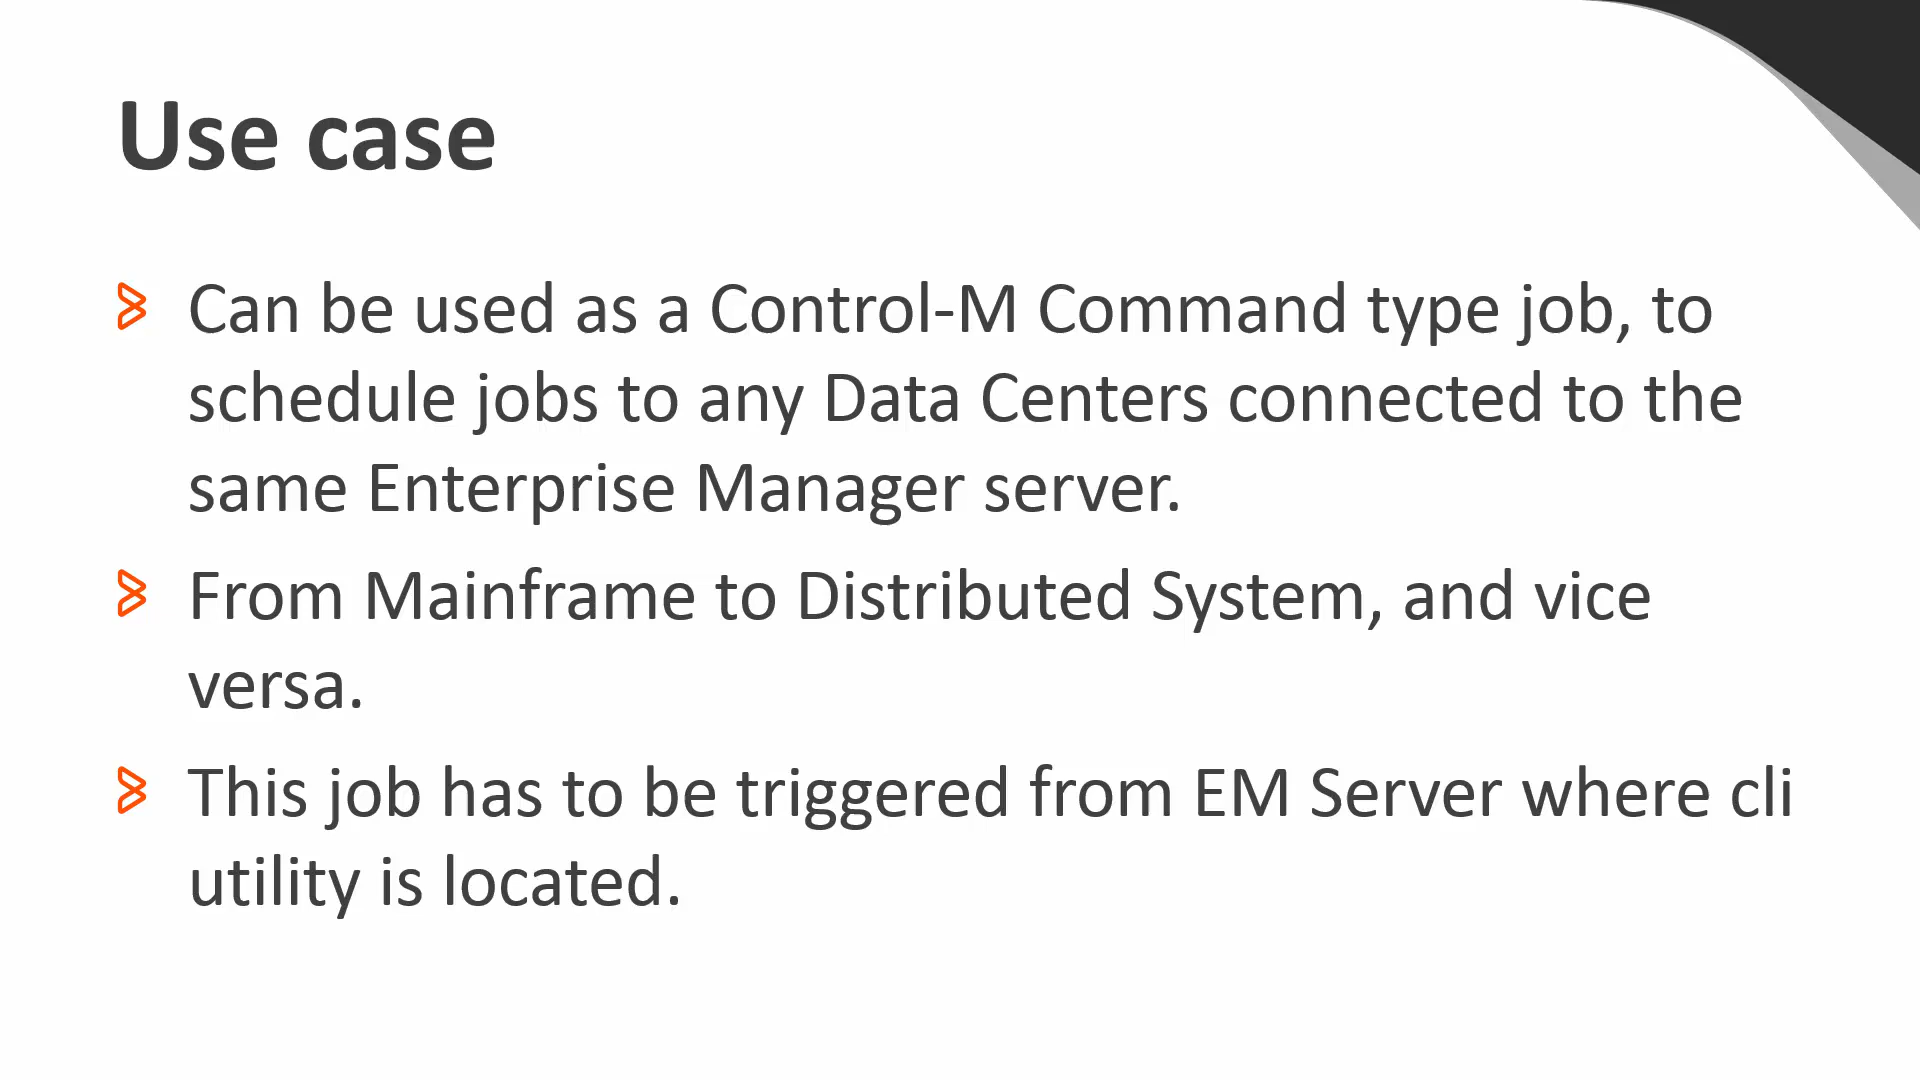 Use case
Can be used as a Control-M Command type job, to
schedule jobs to any Data Centers connected to the
same Enterprise Manager server.
From Mainframe to Distributed System, and vice
versa.
This job has to be triggered from EM Server where cli
utility is located.